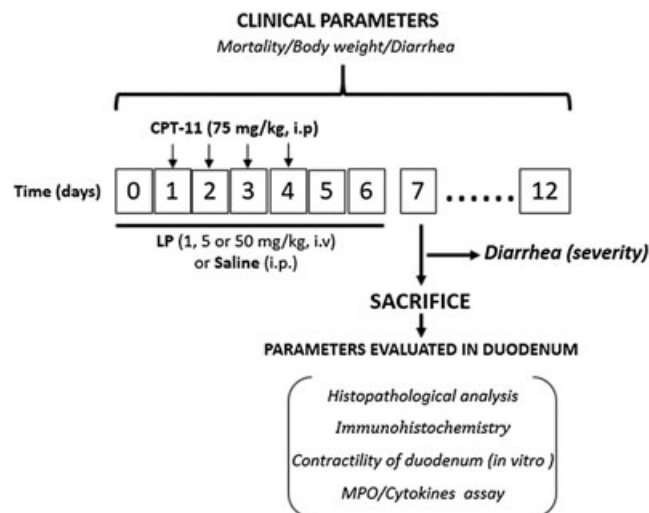 CLINICAL PARAMETERS
Mortality/Body weight/Diarrhea
CPT-11 (75 mg/kg, i.p)
Time (days) 0 1 2 3 4 5 6 7 ...... 12
LP (1, 5 or 50 mg/kg, i.v)
or Saline (i.p.)
Diarrhea (severity)
SACRIFICE
PARAMETERS EVALUATED IN DUODENUM
Histopathological analysis
Immunohistochemistry
Contractility of duodenum (in vitro )
MPO/Cytokines assay